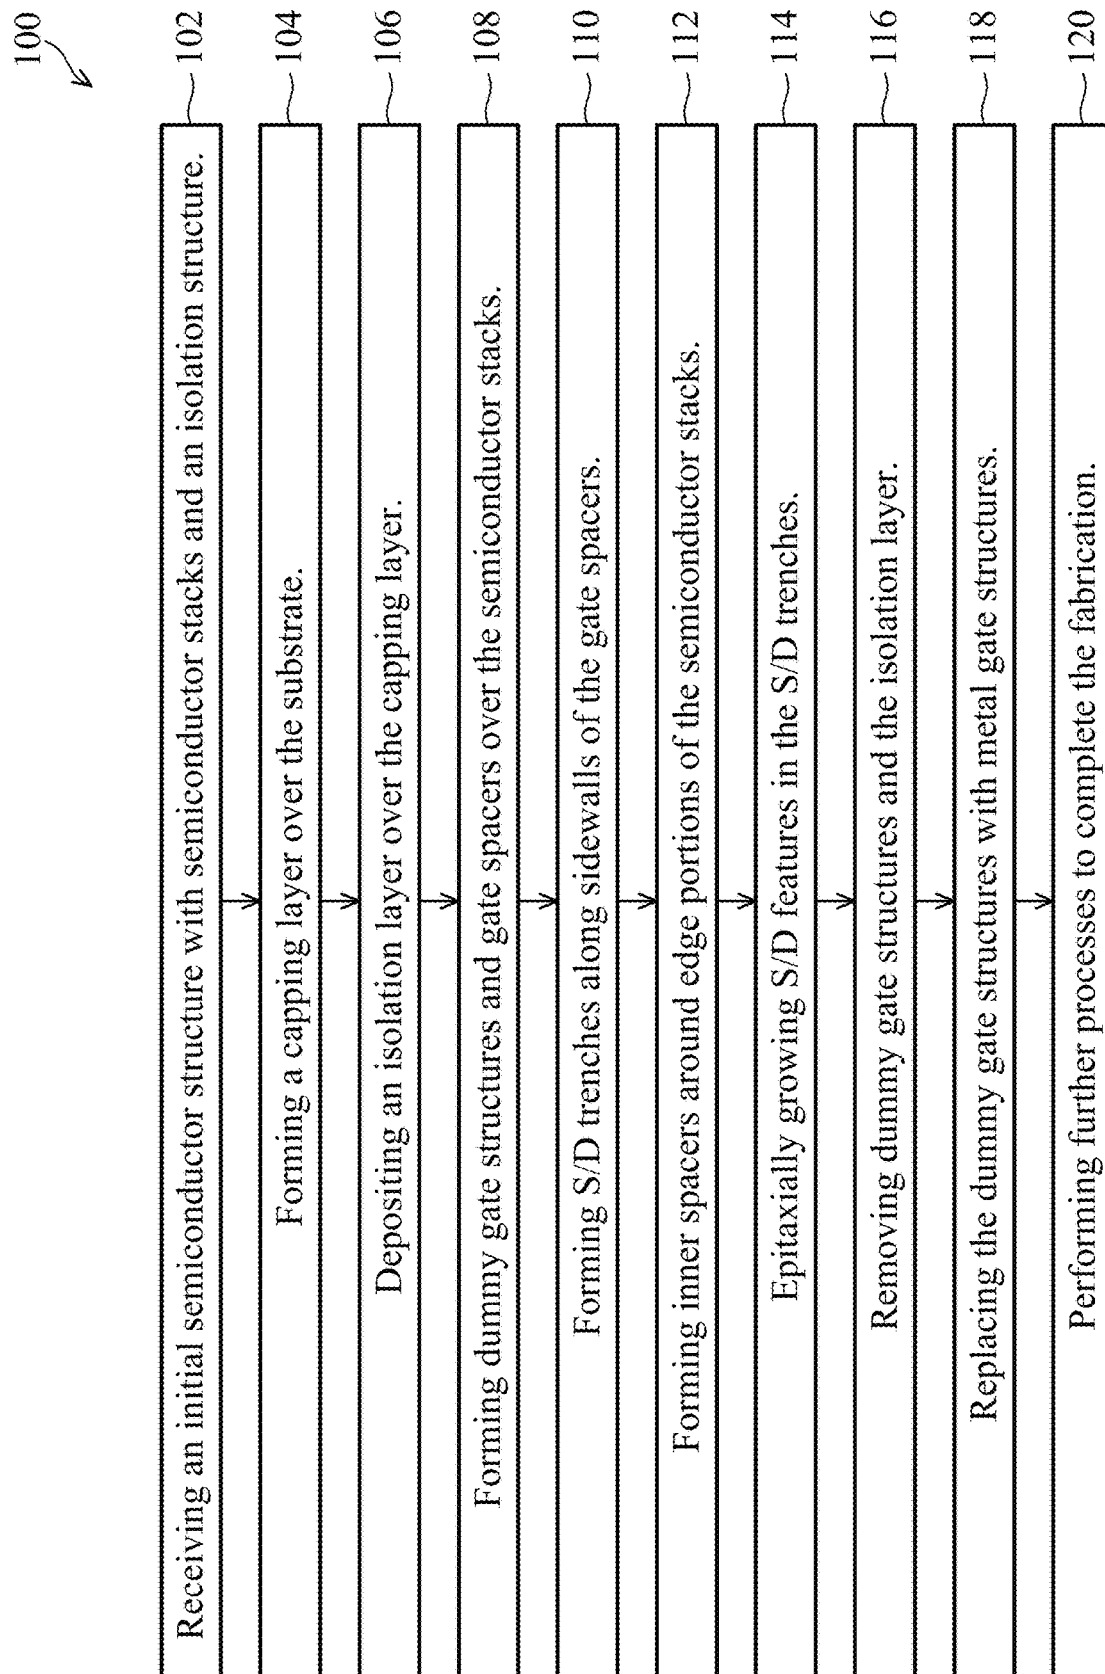 100
Receiving an initial semiconductor structure with semiconductor stacks and an isolation structure.
102
Forming a capping layer over the substrate.
104
Depositing an isolation layer over the capping layer.
106
Forming dummy gate structures and gate spacers over the semiconductor stacks.
108
Forming S/D trenches along sidewalls of the gate spacers.
110
Forming inner spacers around edge portions of the semiconductor stacks.
112
Epitaxially growing S/D features in the S/D trenches.
114
Removing dummy gate structures and the isolation layer.
116
Replacing the dummy gate structures with metal gate structures.
118
Performing further processes to complete the fabrication.
120